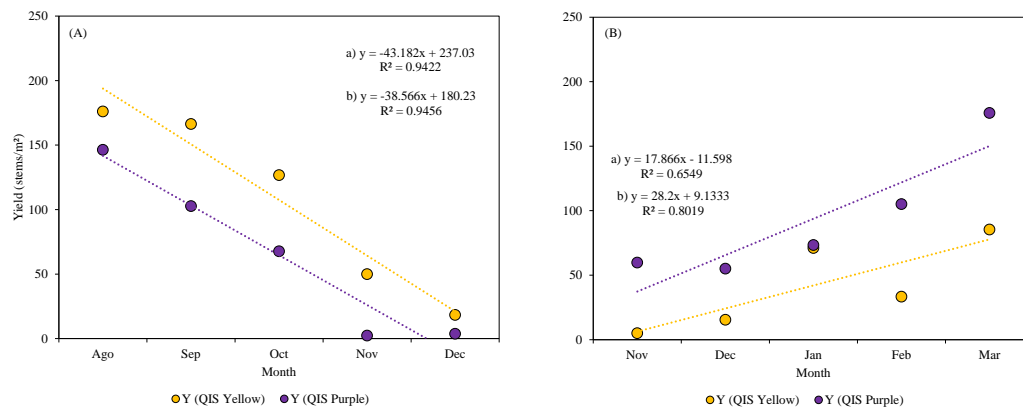 (A)
a) y = -43.182x + 237.03
R² = 0.9422
b) y = -38.566x + 180.23
R² = 0.9456
Yield (stems/m²)
250
200
150
100
50
0
Ago Sep Oct Nov Dec
Month
Y (QIS Yellow) Y (QIS Purple)
(B)
a) y = 17.866x - 11.598
R² = 0.6549
b) y = 28.2x + 9.1333
R² = 0.8019
250
200
150
100
50
0
Nov Dec Jan Feb Mar
Month
Y (QIS Yellow) Y (QIS Purple)